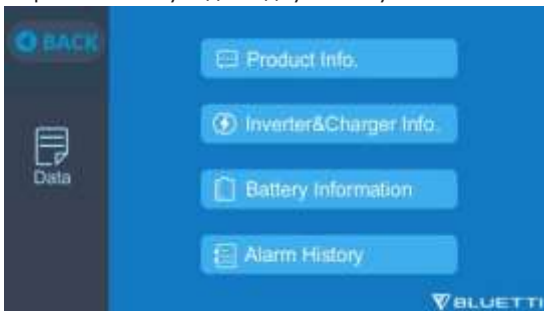 BACK
Data
Product Info.
Inverter&Charger Info.
Battery Information
Alarm History
BLUETTI